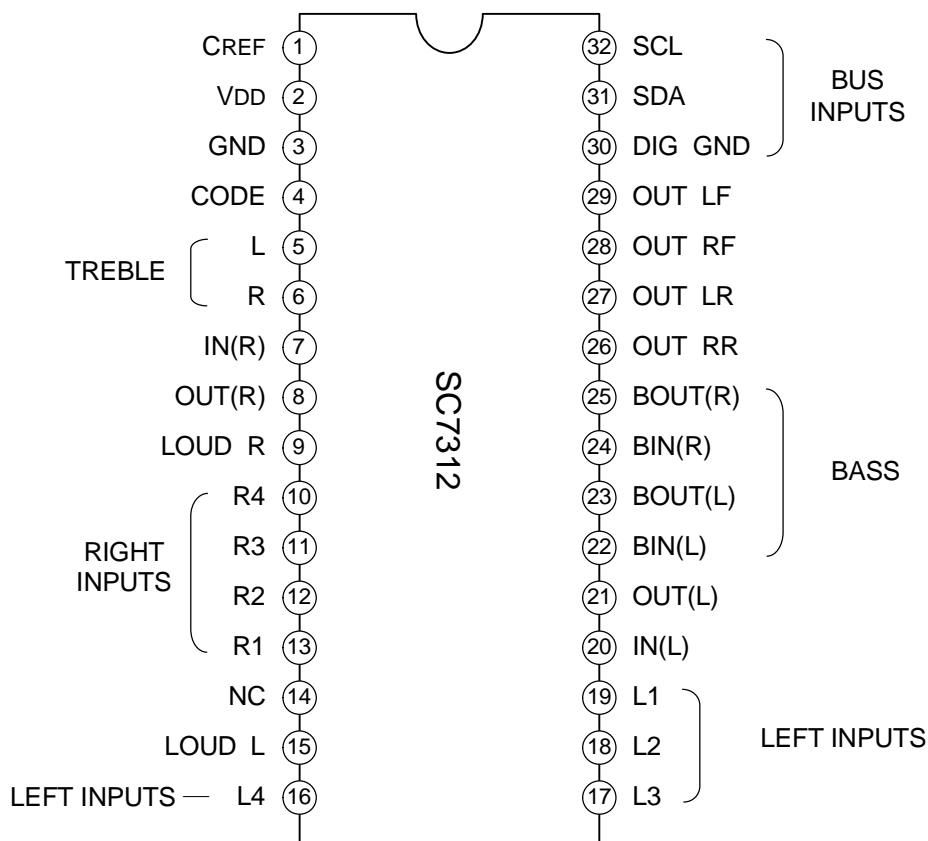 CREF 1
VDD 2
GND 3
CODE 4
TREBLE
L 5
R 6
IN(R) 7
OUT(R) 8
LOUD R 9
RIGHT
INPUTS
R4 10
R3 11
R2 12
R1 13
NC 14
LOUD L 15
LEFT INPUTS L4 16
SC7312
32 SCL
31 SDA
30 DIG GND
BUS
INPUTS
29 OUT LF
28 OUT RF
27 OUT LR
26 OUT RR
25 BOUT(R)
24 BIN(R)
23 BOUT(L)
22 BIN(L)
BASS
21 OUT(L)
20 IN(L)
19 L1
18 L2
17 L3
LEFT INPUTS